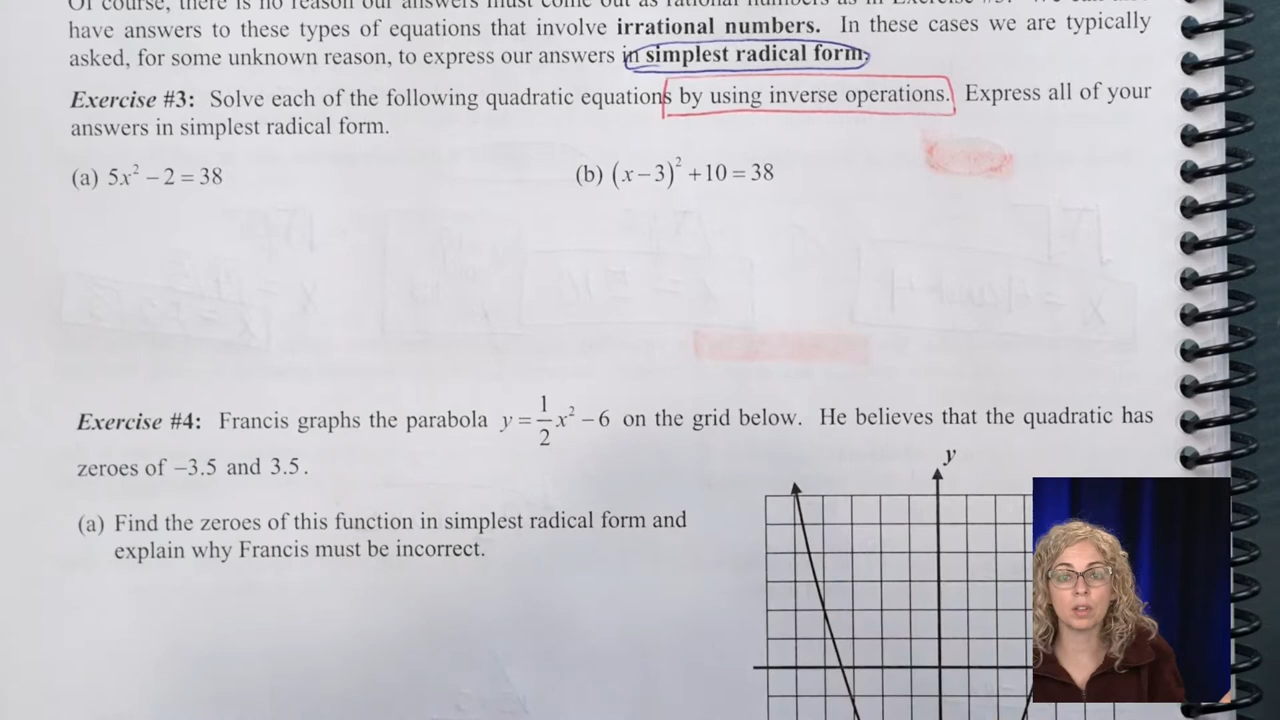 have answers to these types of equations that involve irrational numbers. In these cases we are typically
asked, for some unknown reason, to express our answers in simplest radical form.
Exercise #3: Solve each of the following quadratic equations by using inverse operations. Express all of your
answers in simplest radical form.
(a) 5x² − 2 = 38
(b) (x − 3)² + 10 = 38
Exercise #4: Francis graphs the parabola y = 1/2 x² − 6 on the grid below. He believes that the quadratic has
zeroes of −3.5 and 3.5.
y
(a) Find the zeroes of this function in simplest radical form and
explain why Francis must be incorrect.